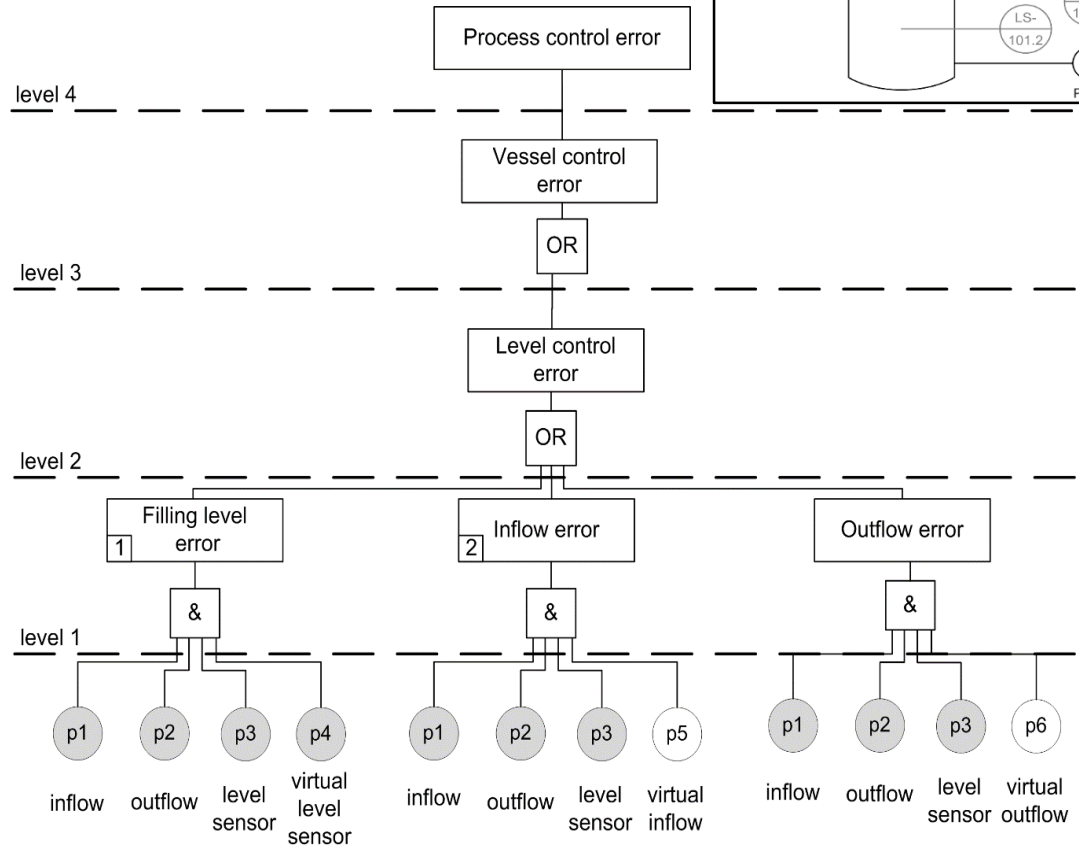 Process control error
LS-
101.2
1
P
level 4
Vessel control
error
OR
level 3
Level control
error
OR
level 2
Filling level
error
1
Inflow error
2
Outflow error
&
&
&
level 1
p1
p2
p3
p4
p1
p2
p3
p5
p1
p2
p3
p6
inflow
outflow
level
sensor
virtual
level
sensor
inflow
outflow
level
sensor
virtual
inflow
inflow
outflow
level
sensor
virtual
outflow